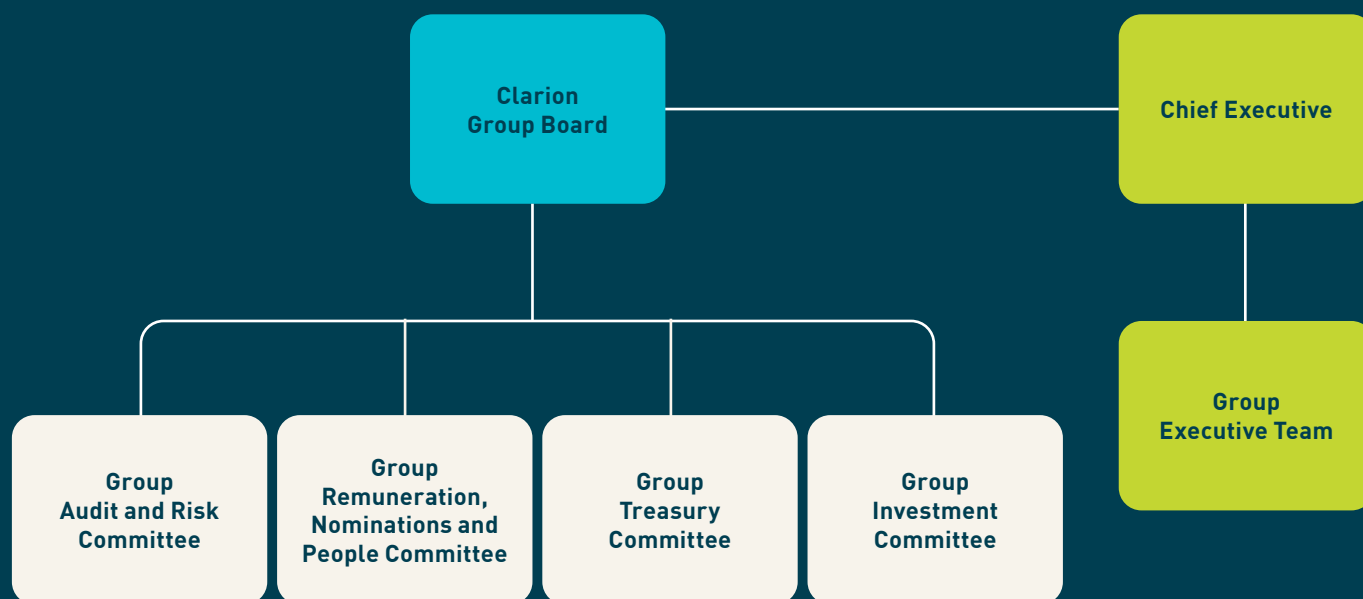 Clarion
Group Board
Chief Executive
Group
Executive Team
Group
Audit and Risk
Committee
Group
Remuneration,
Nominations and
People Committee
Group
Treasury
Committee
Group
Investment
Committee